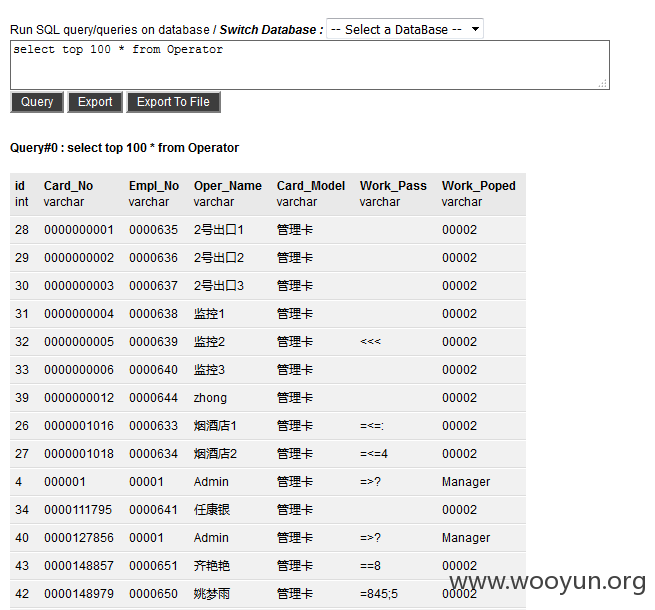 Run SQL query/queries on database / Switch Database : -- Select a DataBase --
select top 100 * from Operator
Query Export Export To File
Query#0 : select top 100 * from Operator
id Card_No Empl_No Oper_Name Card_Model Work_Pass Work_Poped
int varchar varchar varchar varchar varchar varchar
28 0000000001 0000635 2号出口1 管理卡 00002
29 0000000002 0000636 2号出口2 管理卡 00002
30 0000000003 0000637 2号出口3 管理卡 00002
31 0000000004 0000638 监控1 管理卡 00002
32 0000000005 0000639 监控2 管理卡 <<< 00002
33 0000000006 0000640 监控3 管理卡 00002
39 0000000012 0000644 zhong 管理卡 00002
26 0000001016 0000633 烟酒店1 管理卡 =<=: 00002
27 0000001018 0000634 烟酒店2 管理卡 =<=4 00002
4 000001 00001 Admin 管理卡 =>? Manager
34 0000111795 0000641 任康银 管理卡 00002
40 0000127856 00001 Admin 管理卡 =>? Manager
43 0000148857 0000651 齐艳艳 管理卡 ==8 00002
42 0000148979 0000650 姚梦雨 管理卡 =845;5 00002
www.wooyun.org